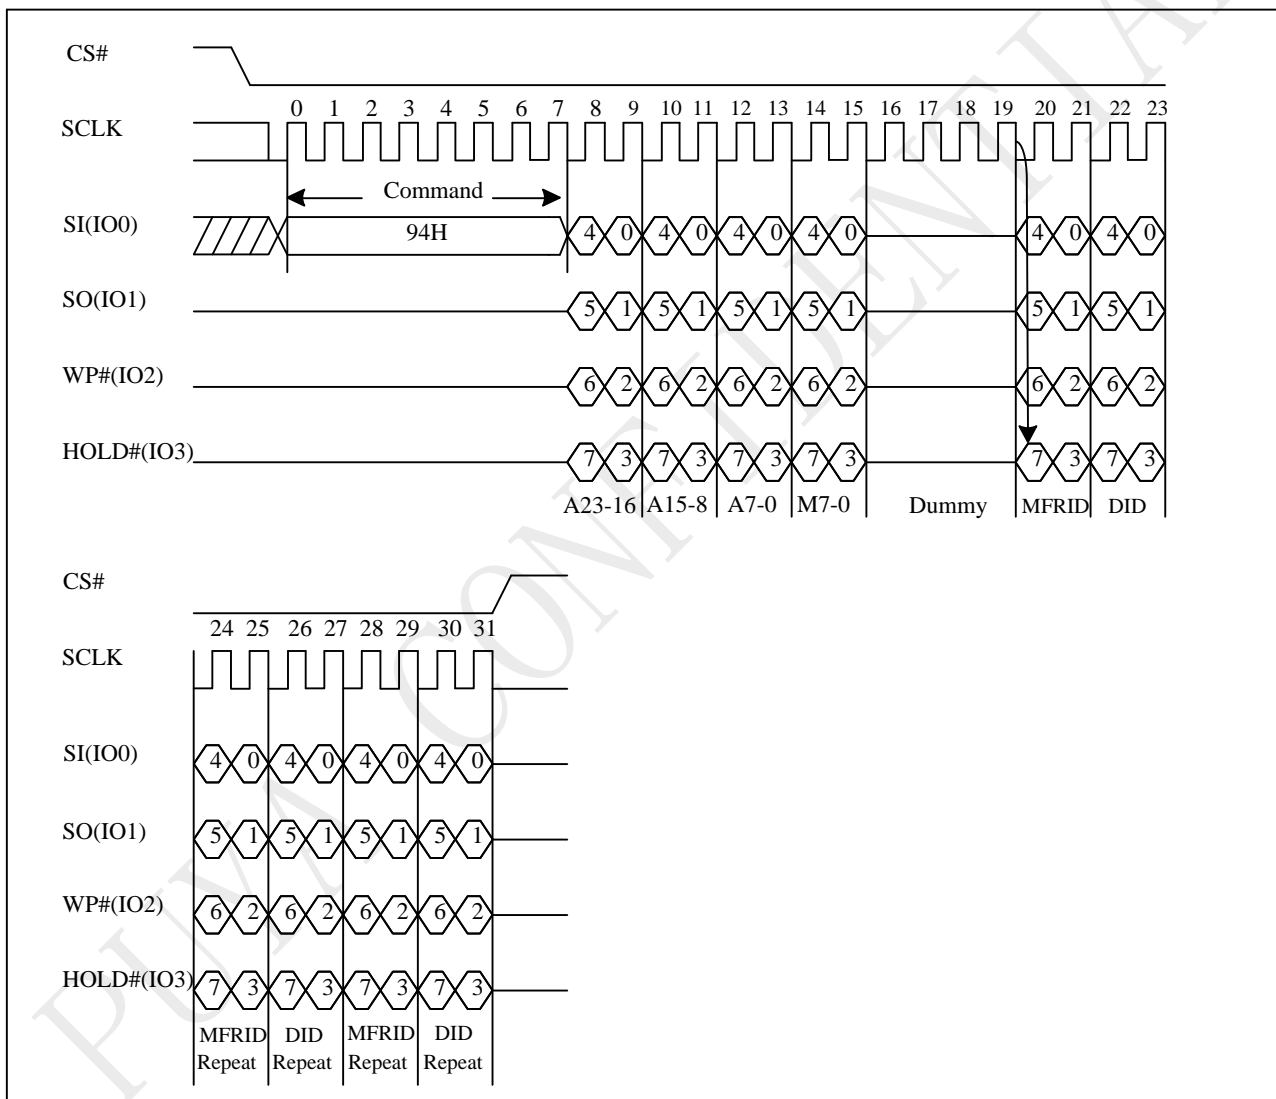 CS#
0 1 2 3 4 5 6 7 8 9 10 11 12 13 14 15 16 17 18 19 20 21 22 23
SCLK
Command
SI(IO0) 94H 4 0 4 0 4 0 4 0 4 0 4 0
SO(IO1) 5 1 5 1 5 1 5 1 5 1 5 1
WP#(IO2) 6 2 6 2 6 2 6 2 6 2 6 2
HOLD#(IO3) 7 3 7 3 7 3 7 3 7 3 7 3
A23-16 A15-8 A7-0 M7-0 Dummy MFRID DID
CS#
24 25 26 27 28 29 30 31
SCLK
SI(IO0) 4 0 4 0 4 0 4 0
SO(IO1) 5 1 5 1 5 1 5 1
WP#(IO2) 6 2 6 2 6 2 6 2
HOLD#(IO3) 7 3 7 3 7 3 7 3
MFRID DID MFRID DID
Repeat Repeat Repeat Repeat
PUYA CONFIDENTIAL